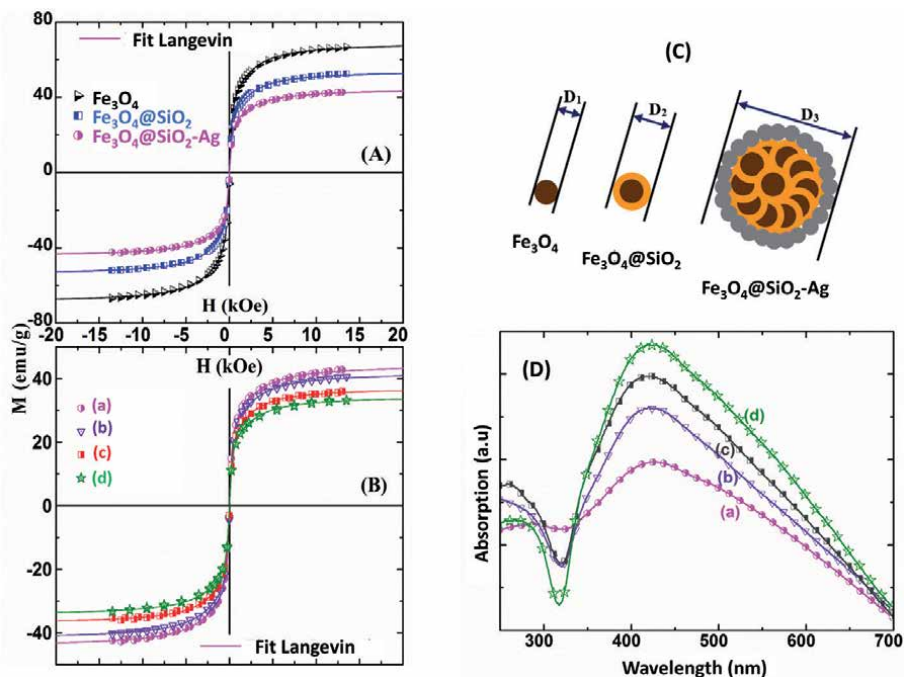 80
40
0
-40
-80
Fit Langevin
Fe₃O₄
Fe₃O₄@SiO₂
Fe₃O₄@SiO₂-Ag
(A)
H (kOe)
-20 -15 -10 -5 0 5 10 15 20
M (emu/g)
H (kOe)
40
20
0
-20
-40
(a)
(b)
(c)
(d)
(B)
Fit Langevin
(C)
D₁
D₂
D₃
Fe₃O₄
Fe₃O₄@SiO₂
Fe₃O₄@SiO₂-Ag
(D)
(d)
(c)
(b)
(a)
Absorption (a.u)
300 400 500 600 700
Wavelength (nm)